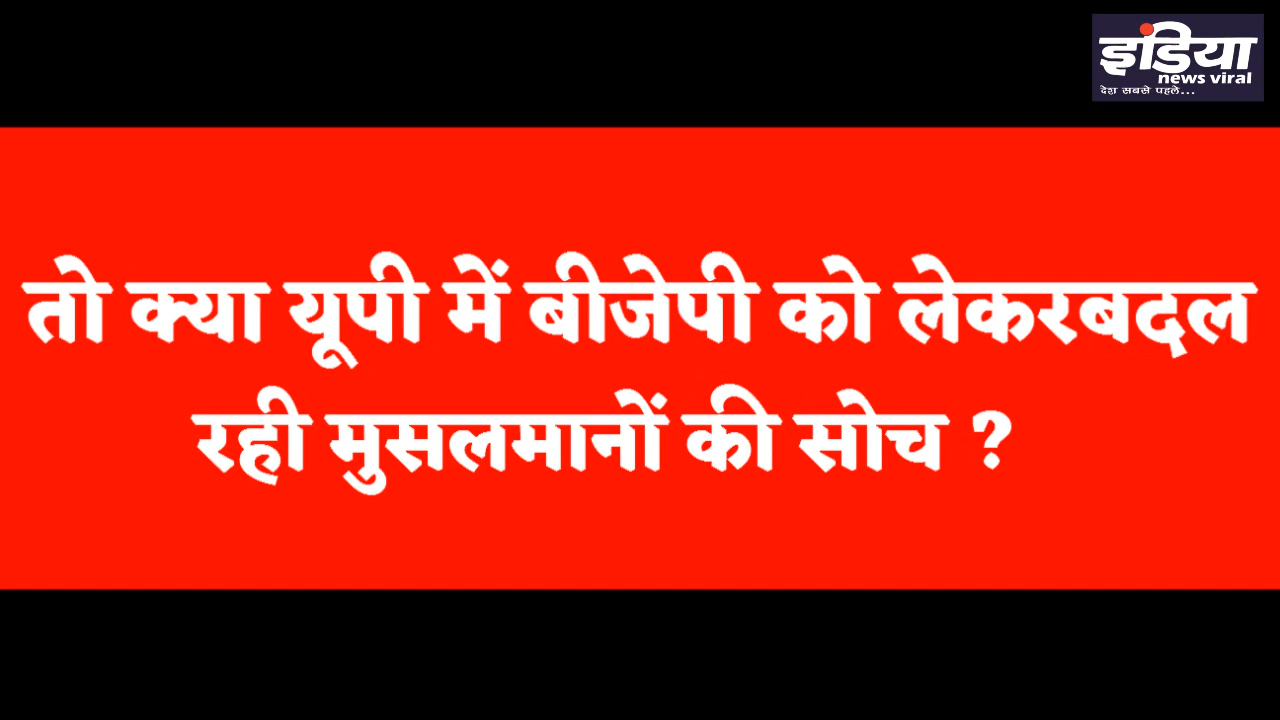 इंडिया
news viral
देश सबसे पहले...
तो क्या यूपी में बीजेपी को लेकरबदल
रही मुसलमानों की सोच ?